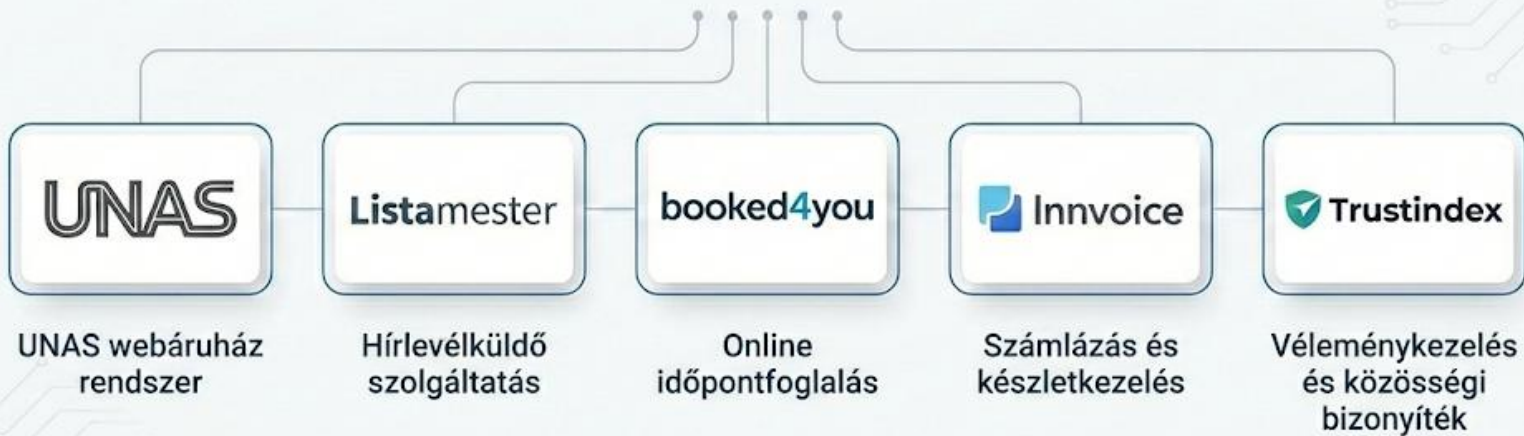 UNAS
Listamester
booked4you
Innvoice
Trustindex
UNAS webáruház
rendszer
Hírlevélküldő
szolgáltatás
Online
időpontfoglalás
Számlázás és
készletkezelés
Véleménykezelés
és közösségi
bizonyíték